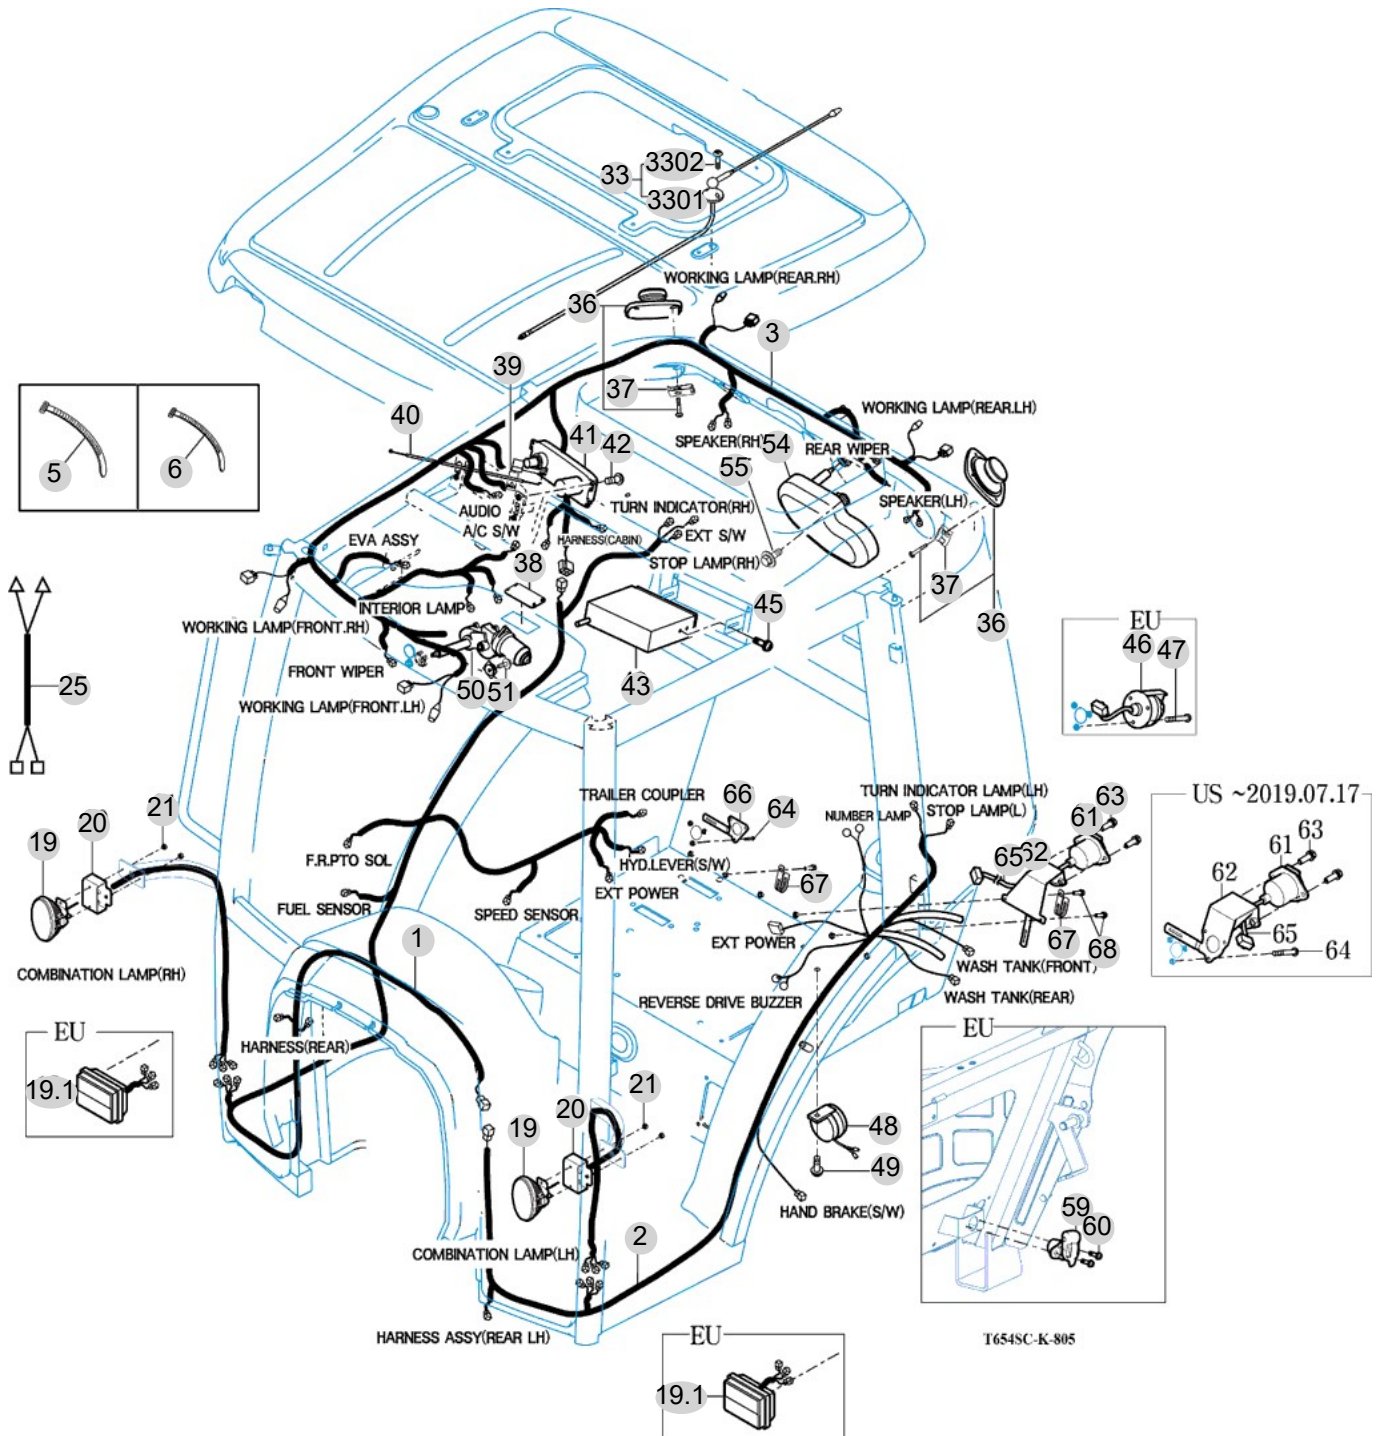 3302
33
3301
WORKING LAMP(REAR.RH)
36
3
39
37
WORKING LAMP(REAR.LH)
40
41
42
SPEAKER(RH)
54
REAR WIPER
5
6
55
SPEAKER(LH)
AUDIO
TURN INDICATOR(RH)
A/C S/W
EXT S/W
EVA ASSY
HARNESS(CABIN)
38
STOP LAMP(RH)
37
INTERIOR LAMP
45
36
WORKING LAMP(FRONT.RH)
EU
46
47
FRONT WIPER
25
50
51
43
WORKING LAMP(FRONT.LH)
TURN INDICATOR LAMP(LH)
TRAILER COUPLER
66
STOP LAMP(L)
63
US ~2019.07.17
20
21
64
NUMBER LAMP
61
61
63
19
F.R.PTO SOL
HYD.LEVER(S/W)
65
62
62
EXT POWER
67
FUEL SENSOR
SPEED SENSOR
1
EXT POWER
67
68
65
64
WASH TANK(FRONT)
COMBINATION LAMP(RH)
REVERSE DRIVE BUZZER
WASH TANK(REAR)
EU
EU
HARNESS(REAR)
19.1
21
20
48
19
49
HAND BRAKE(S/W)
59
60
2
COMBINATION LAMP(LH)
HARNESS ASSY(REAR LH)
EU
T654SC-K-805
19.1